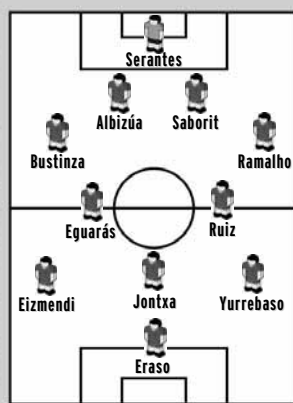 Serantes
Albizúa
Saborit
Bustinza
Ramalho
Eguarás
Ruiz
Eizmendi
Jontxa
Yurrebaso
Eraso